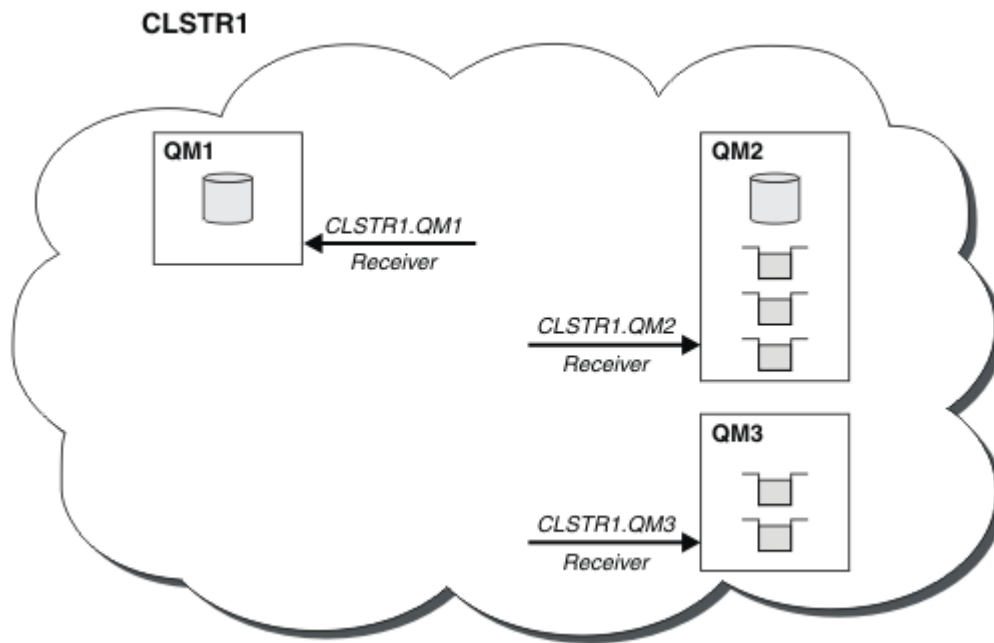 CLSTR1
QM1
CLSTR1.QM1
Receiver
QM2
CLSTR1.QM2
Receiver
QM3
CLSTR1.QM3
Receiver